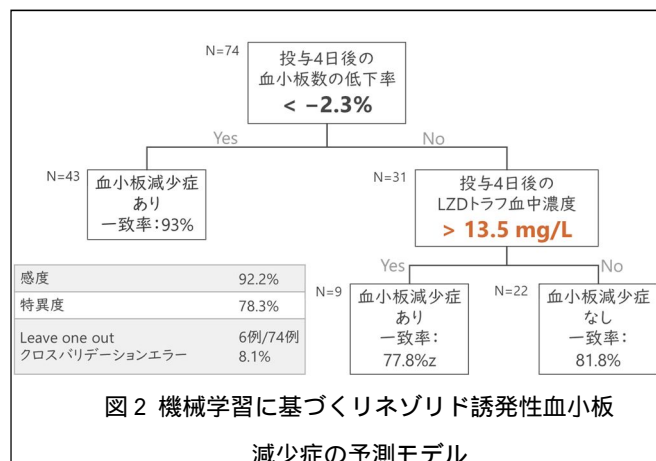 N=74
投与4日後の
血小板数の低下率
< −2.3%
Yes
No
N=43
血小板減少症
あり
一致率:93%
N=31
投与4日後の
LZDトラフ血中濃度
> 13.5 mg/L
Yes
No
感度 92.2%
特異度 78.3%
Leave one out 6例/74例
クロスバリデーションエラー 8.1%
N=9
血小板減少症
あり
一致率:
77.8%z
N=22
血小板減少症
なし
一致率:
81.8%
図2 機械学習に基づくリネゾリド誘発性血小板
減少症の予測モデル